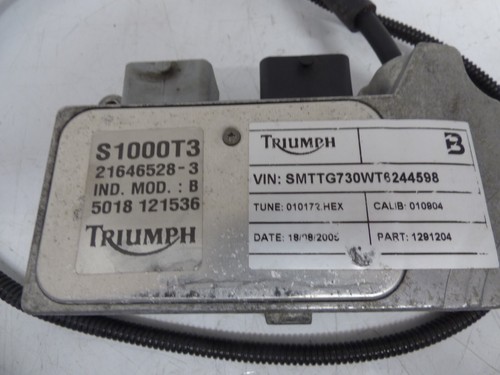 S1000T3
21646528-3
IND. MOD. : B
5018 121536
TRIUMPH
TRIUMPH
VIN: SMTTG730WT6244598
TUNE: 010172.HEX
CALIB: 010904
DATE: 18/08/2005
PART: 1291204